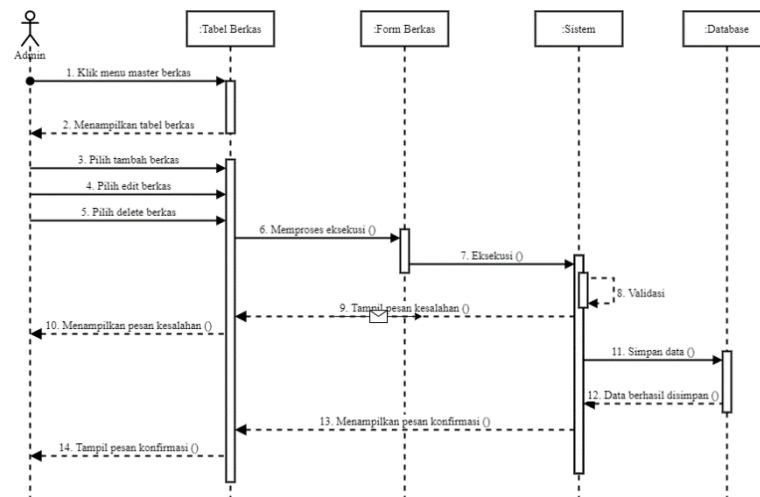 :Tabel Berkas
:Form Berkas
:Sistem
:Database
Admin
1. Klik menu master berkas
2. Menampilkan tabel berkas
3. Pilih tambah berkas
4. Pilih edit berkas
5. Pilih delete berkas
6. Memproses eksekusi ()
7. Eksekusi ()
8. Validasi
9. Tampil pesan kesalahan ()
10. Menampilkan pesan kesalahan ()
11. Simpan data ()
12. Data berhasil disimpan ()
13. Menampilkan pesan konfirmasi ()
14. Tampil pesan konfirmasi ()